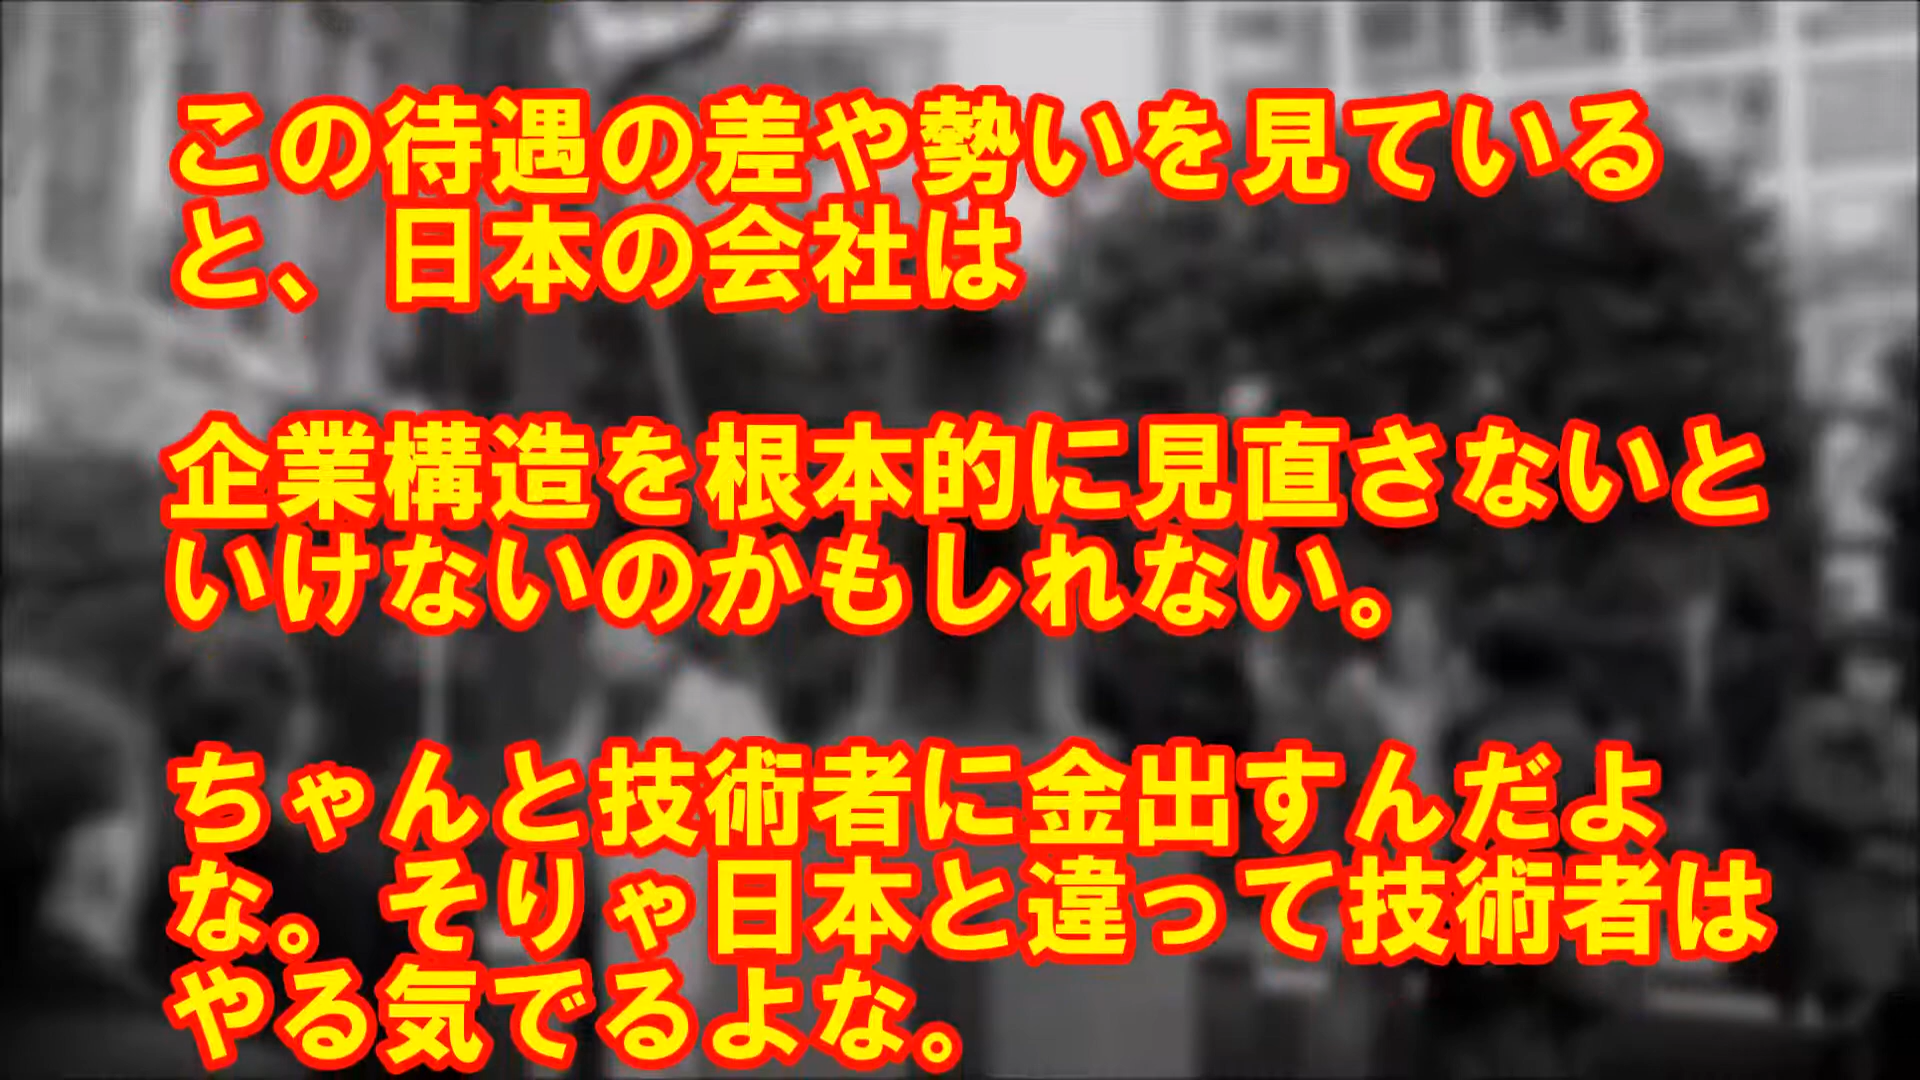 この待遇の差や勢いを見ている
と、日本の会社は
企業構造を根本的に見直さないと
いけないのかもしれない。
ちゃんと技術者に金出すんだよ
な。そりゃ日本と違って技術者は
やる気でるよな。